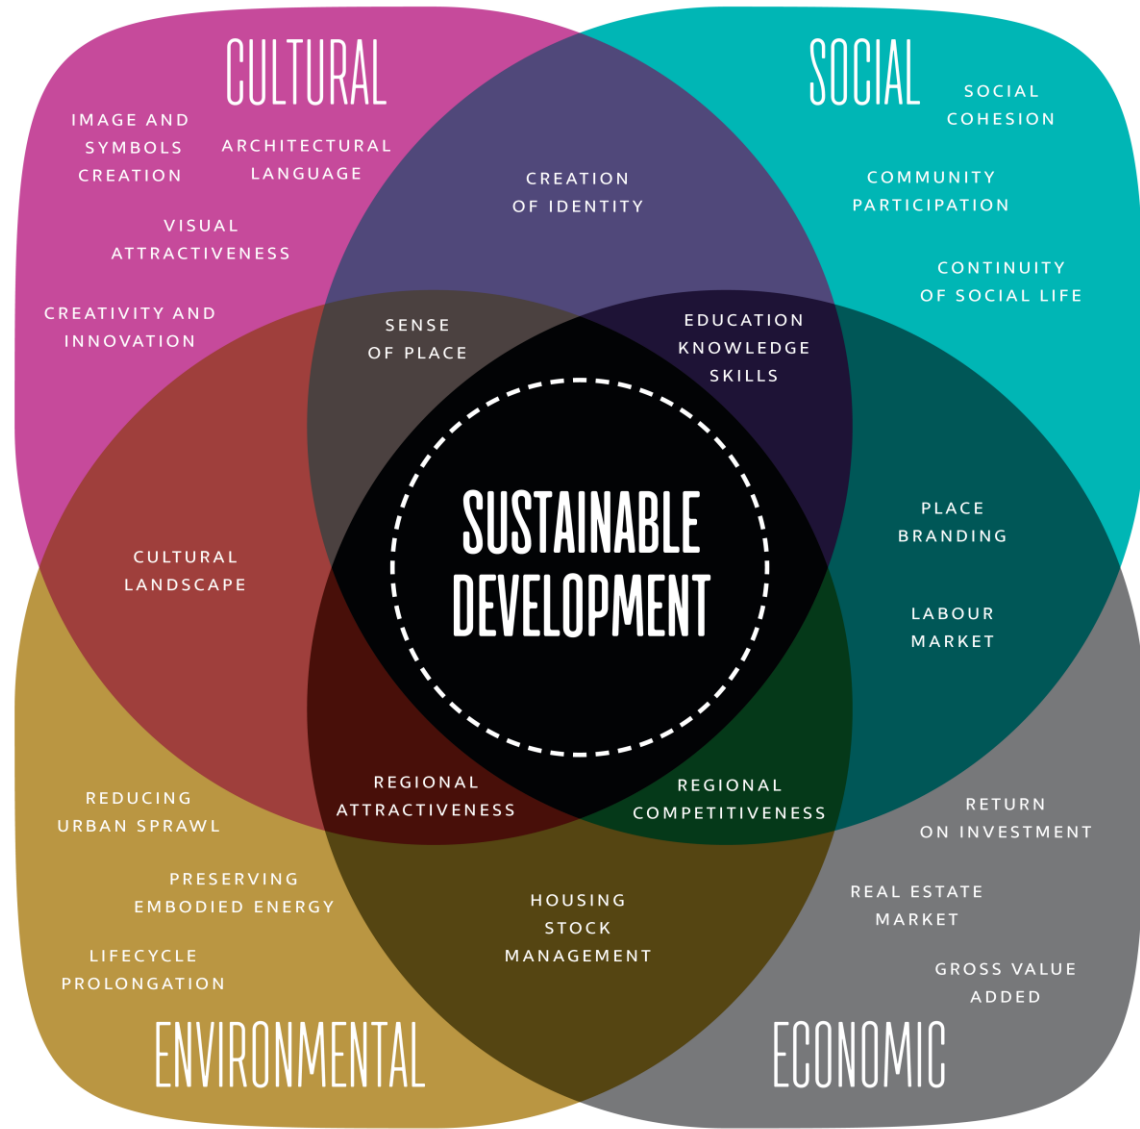 CULTURAL
IMAGE AND
SYMBOLS
CREATION
ARCHITECTURAL
LANGUAGE
VISUAL
ATTRACTIVENESS
CREATIVITY AND
INNOVATION
CREATION
OF IDENTITY
SOCIAL
SOCIAL
COHESION
COMMUNITY
PARTICIPATION
CONTINUITY
OF SOCIAL LIFE
SENSE
OF PLACE
EDUCATION
KNOWLEDGE
SKILLS
CULTURAL
LANDSCAPE
SUSTAINABLE
DEVELOPMENT
PLACE
BRANDING
LABOUR
MARKET
REGIONAL
ATTRACTIVENESS
REGIONAL
COMPETITIVENESS
REDUCING
URBAN SPRAWL
PRESERVING
EMBODIED ENERGY
LIFECYCLE
PROLONGATION
ENVIRONMENTAL
HOUSING
STOCK
MANAGEMENT
RETURN
ON INVESTMENT
REAL ESTATE
MARKET
GROSS VALUE
ADDED
ECONOMIC